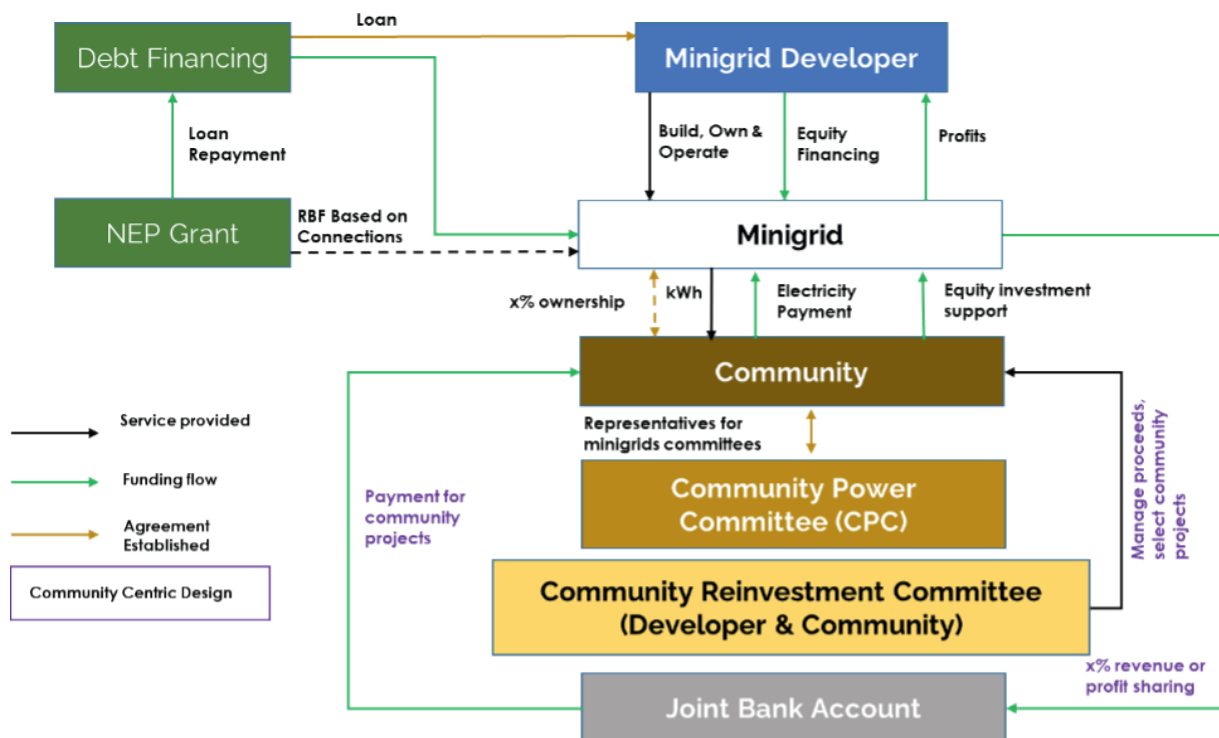 Loan
Debt Financing
Minigrid Developer
Loan
Repayment
Build, Own &
Operate
Equity
Financing
Profits
NEP Grant
RBF Based on
Connections
Minigrid
x% ownership
kWh
Electricity
Payment
Equity investment
support
Community
Service provided
Representatives for
minigrids committees
Funding flow
Payment for
community
projects
Community Power
Committee (CPC)
Manage proceeds,
select community
projects
Agreement
Established
Community Centric Design
Community Reinvestment Committee
(Developer & Community)
x% revenue or
profit sharing
Joint Bank Account